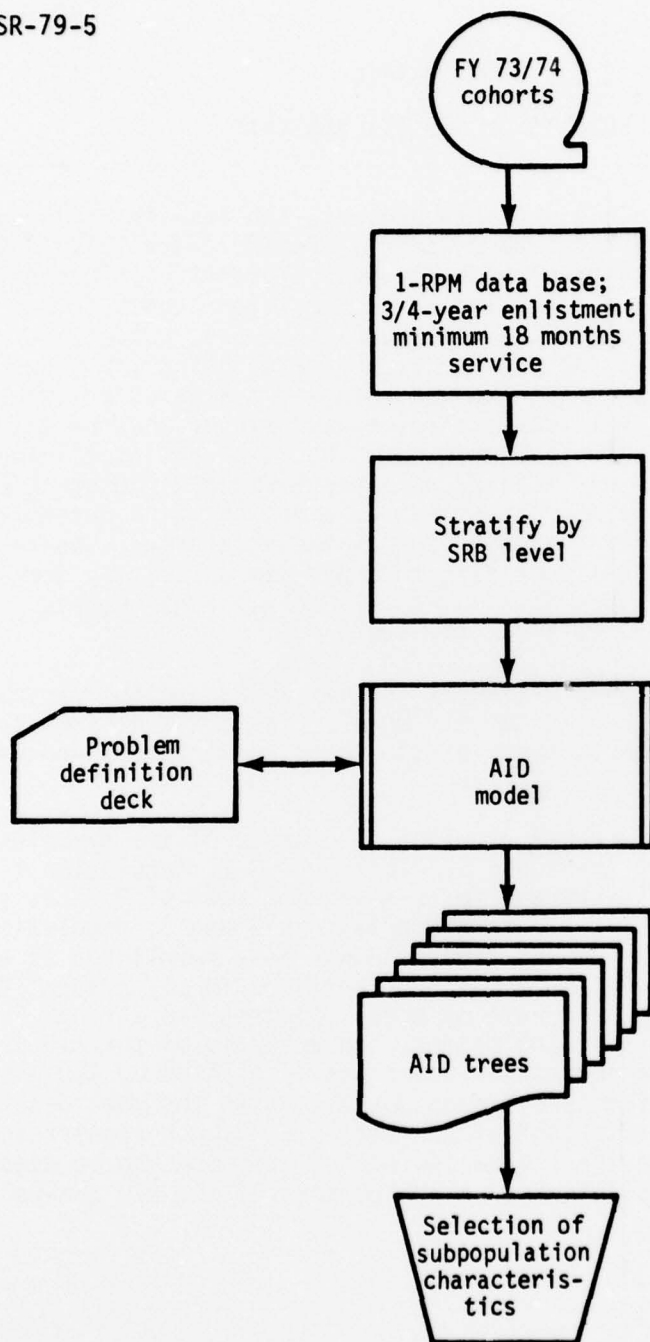 SR-79-5
FY 73/74
cohorts
1-RPM data base;
3/4-year enlistment
minimum 18 months
service
Stratify by
SRB level
Problem
definition
deck
AID
model
AID trees
Selection of
subpopulation
characteris-
tics